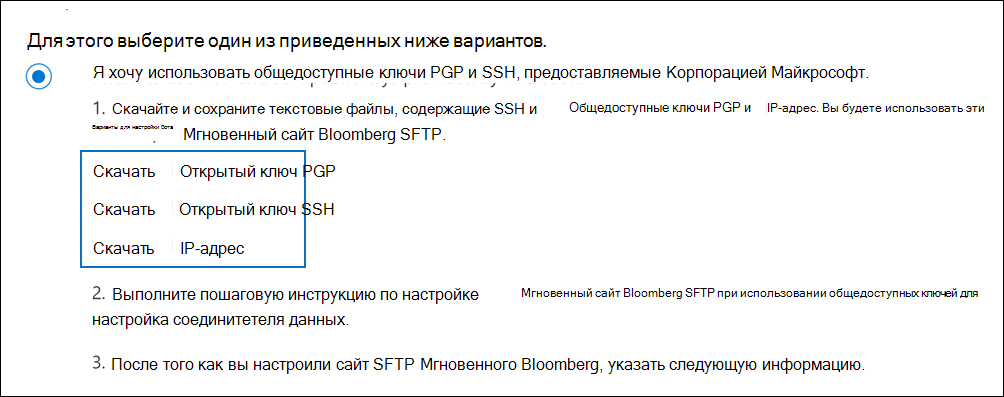 Для этого выберите один из приведенных ниже вариантов.
Я хочу использовать общедоступные ключи PGP и SSH, предоставляемые Корпорацией Майкрософт.
1. Скачайте и сохраните текстовые файлы, содержащие SSH и Общедоступные ключи PGP и IP-адрес. Вы будете использовать эти
Варианты для настройки бота Мгновенный сайт Bloomberg SFTP.
Скачать Открытый ключ PGP
Скачать Открытый ключ SSH
Скачать IP-адрес
2. Выполните пошаговую инструкцию по настройке Мгновенный сайт Bloomberg SFTP при использовании общедоступных ключей для
настройка соединитетеля данных.
3. После того как вы настроили сайт SFTP Мгновенного Bloomberg, указать следующую информацию.